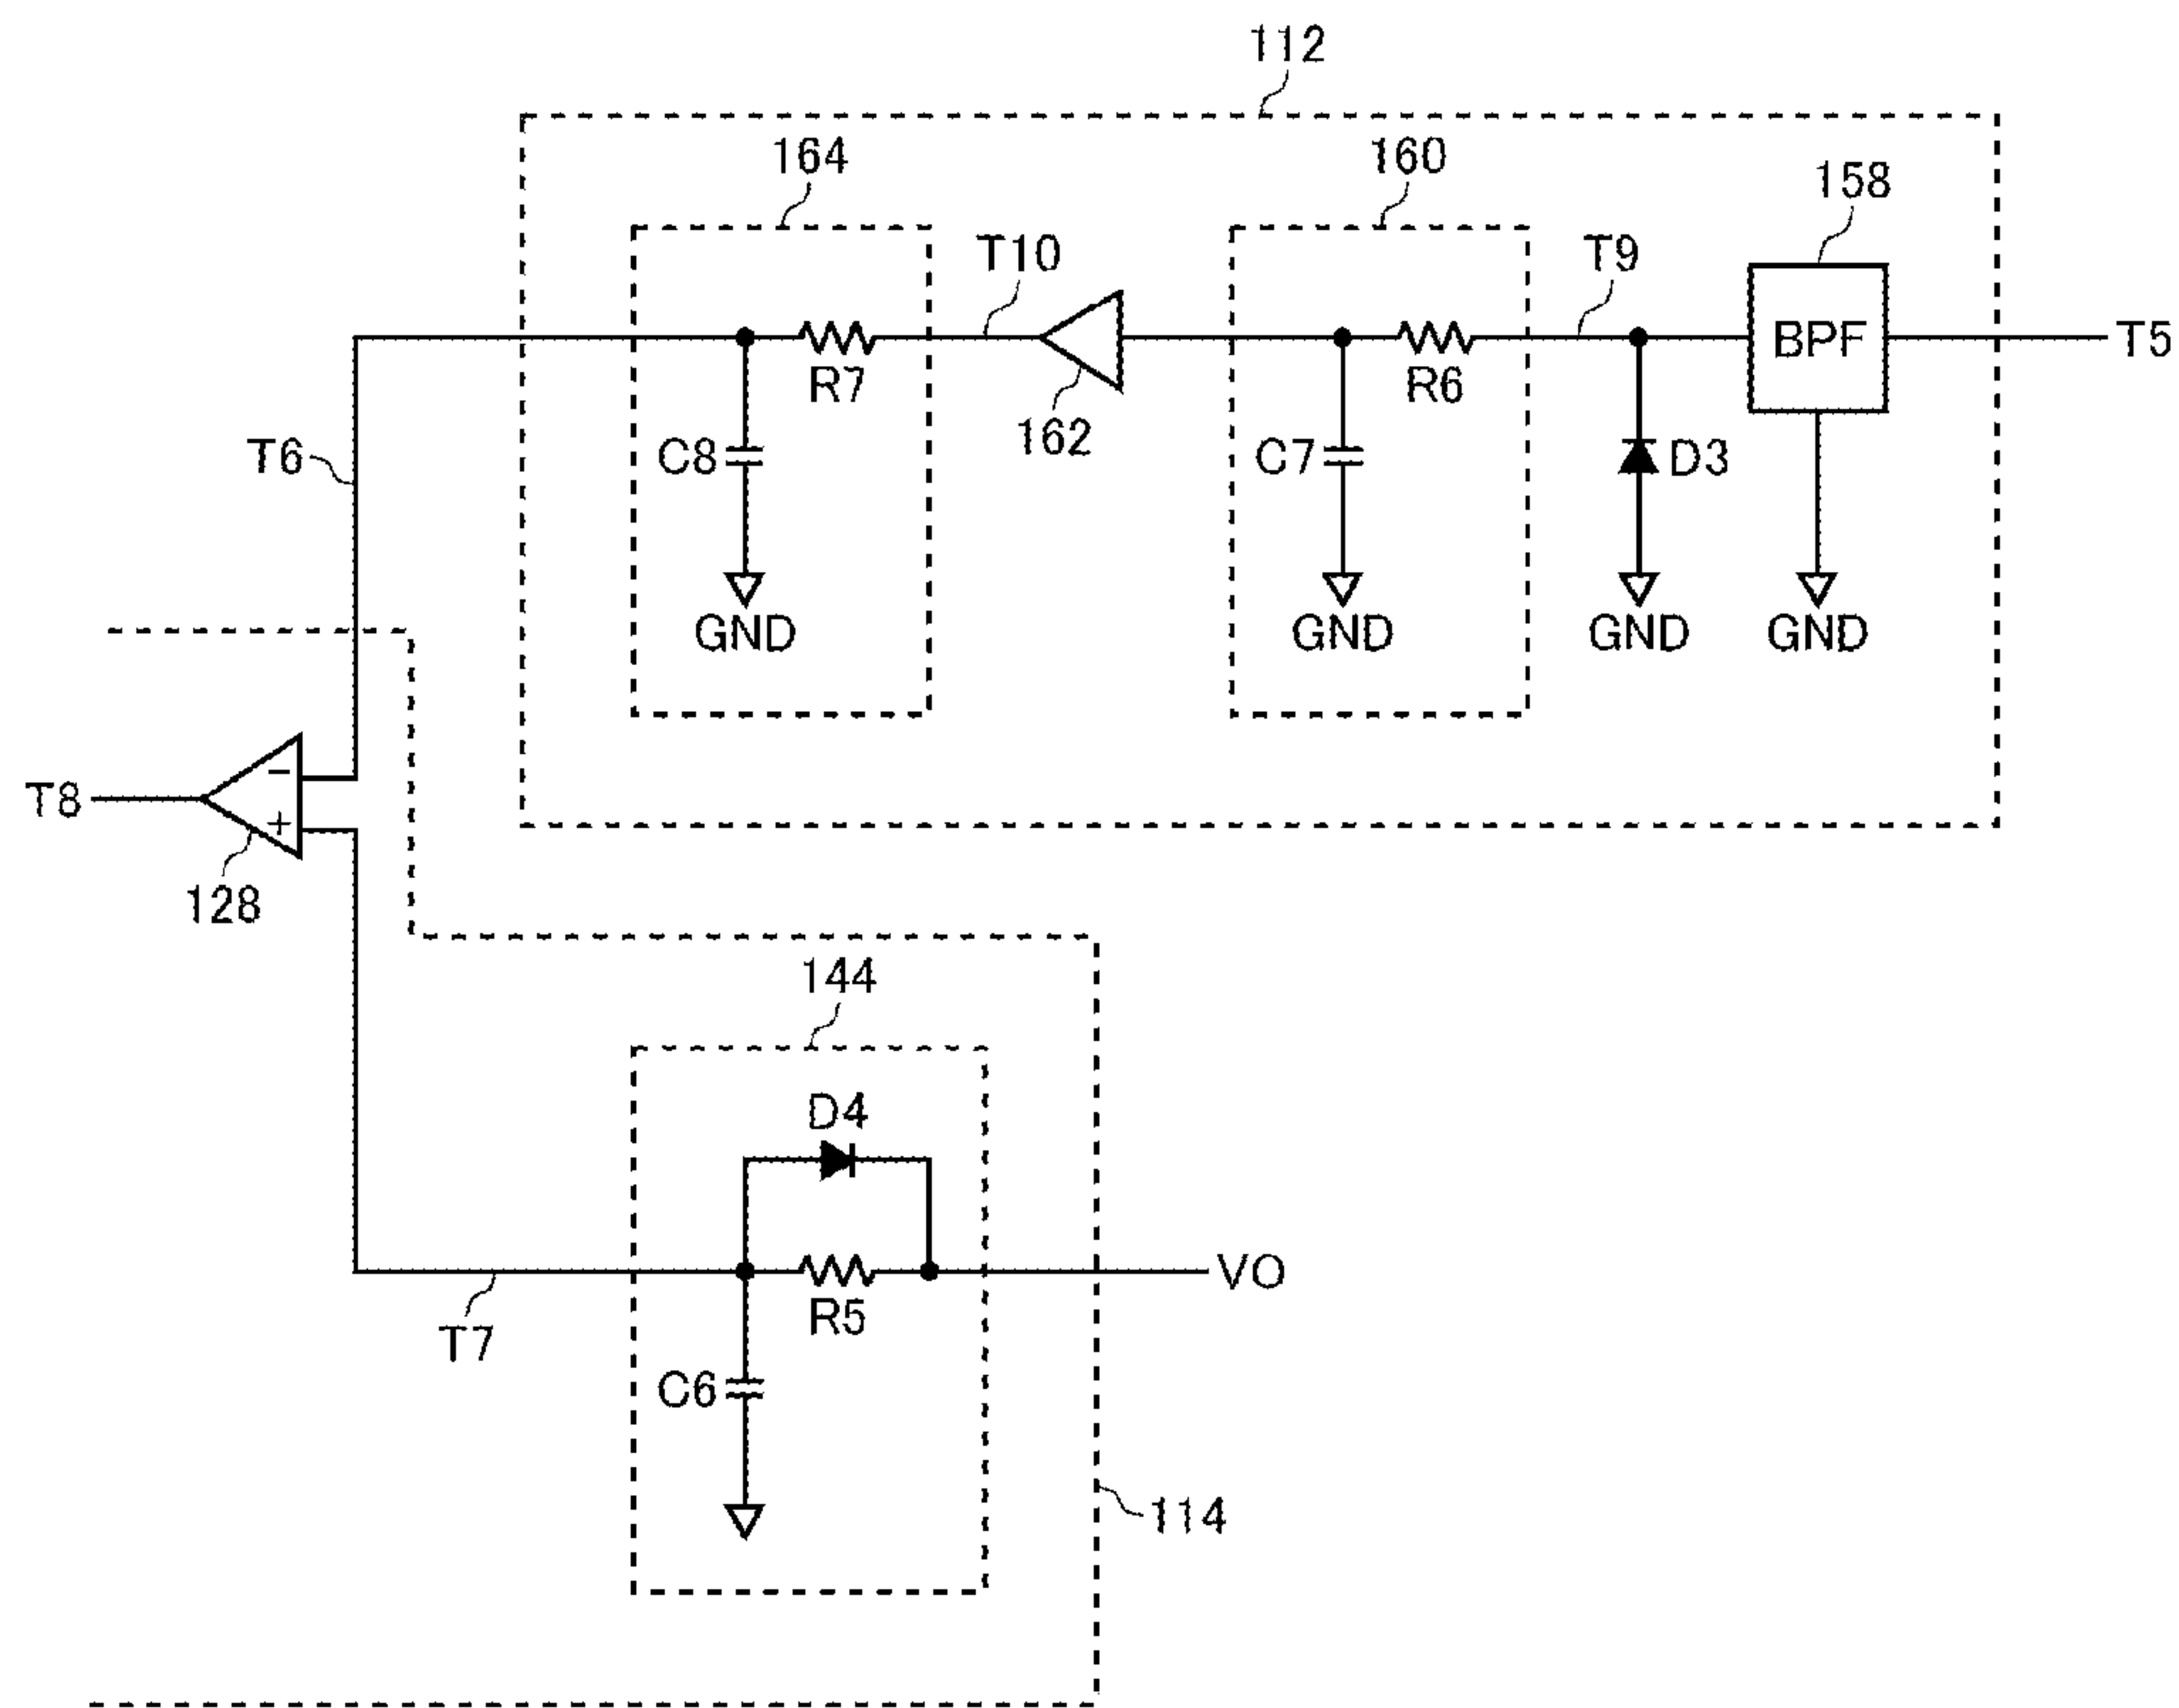 112
164
160
158
T10
T9
BPF
T5
R7
R6
162
T6
C8
C7
D3
GND
GND
GND
GND
−
T8
+
128
144
D4
VO
R5
T7
C6
114